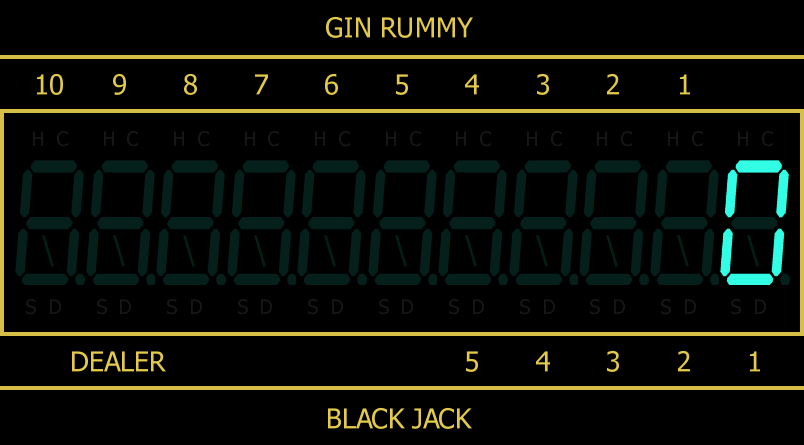 GIN RUMMY
10 9 8 7 6 5 4 3 2 1
H C H C H C H C H C H C H C H C H C H C H C
0
S D S D S D S D S D S D S D S D S D S D S D
DEALER 5 4 3 2 1
BLACK JACK